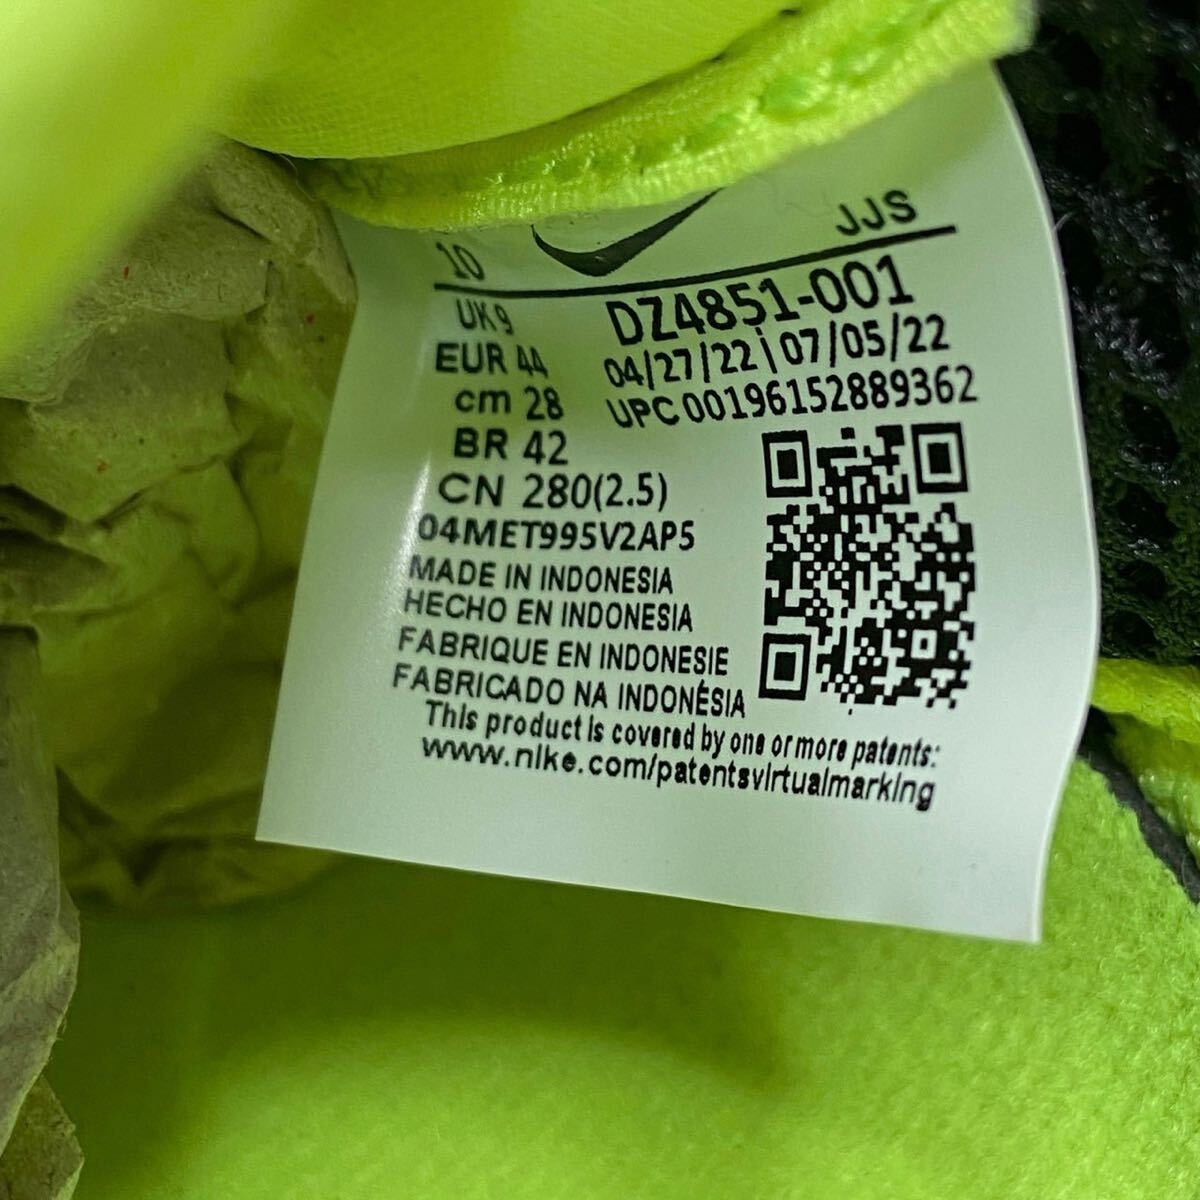 10 JJS
UK 9 DZ4851-001
EUR 44 04/27/22 | 07/05/22
cm 28 UPC 00196152889362
BR 42
CN 280(2.5)
04MET995V2AP5
MADE IN INDONESIA
HECHO EN INDONESIA
FABRIQUE EN INDONESIE
FABRICADO NA INDONÉSIA
This product is covered by one or more patents:
www.nike.com/patentsvirtualmarking